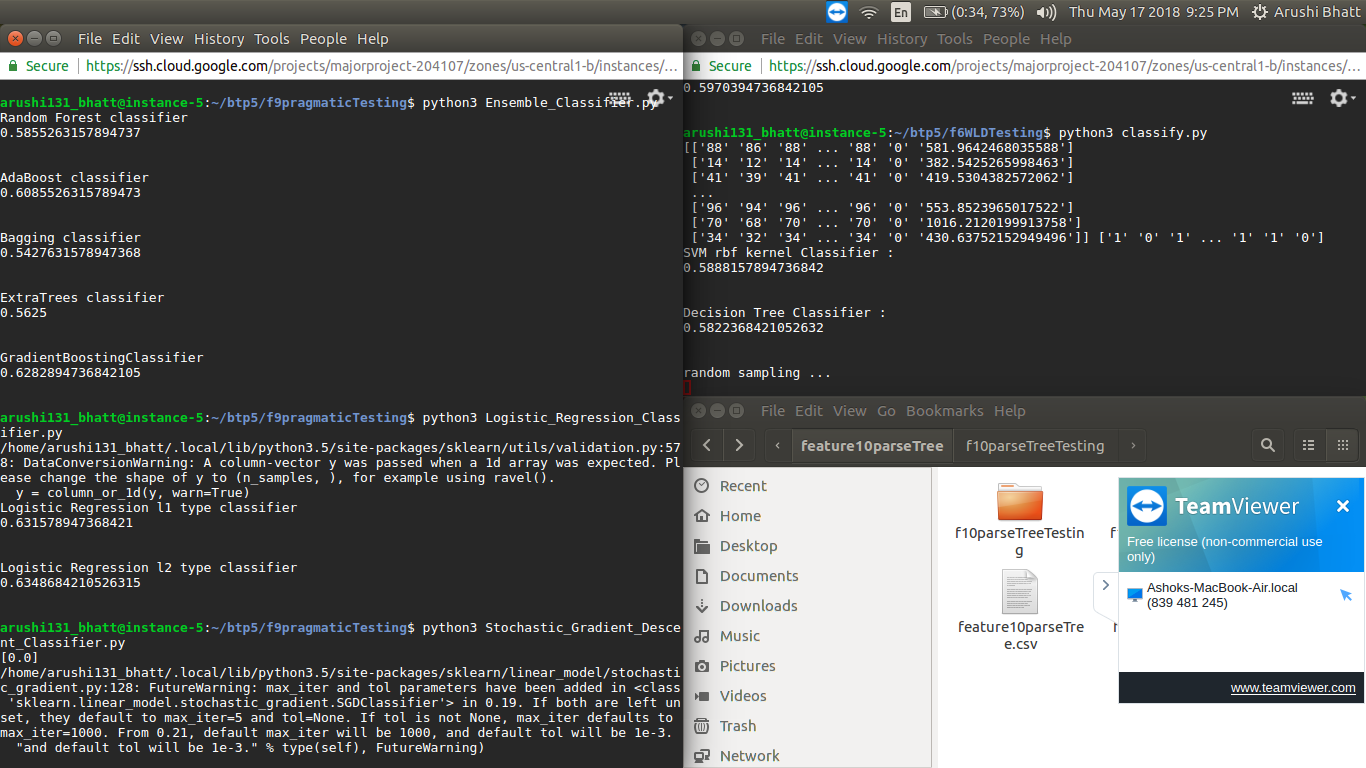 En (0:34, 73%) Thu May 17 2018 9:25 PM Arushi Bhatt
File Edit View History Tools People Help
Secure https://ssh.cloud.google.com/projects/majorproject-204107/zones/us-central1-b/instances/...
arushi131_bhatt@instance-5:~/btp5/f9pragmaticTesting$ python3 Ensemble_Classifier.py
Random Forest classifier
0.5855263157894737
AdaBoost classifier
0.6085526315789473
Bagging classifier
0.5427631578947368
ExtraTrees classifier
0.5625
GradientBoostingClassifier
0.6282894736842105
arushi131_bhatt@instance-5:~/btp5/f9pragmaticTesting$ python3 Logistic_Regression_Class
ifier.py
/home/arushi131_bhatt/.local/lib/python3.5/site-packages/sklearn/utils/validation.py:57
8: DataConversionWarning: A column-vector y was passed when a 1d array was expected. Pl
ease change the shape of y to (n_samples, ), for example using ravel().
y = column_or_1d(y, warn=True)
Logistic Regression l1 type classifier
0.631578947368421
Logistic Regression l2 type classifier
0.6348684210526315
arushi131_bhatt@instance-5:~/btp5/f9pragmaticTesting$ python3 Stochastic_Gradient_Desce
nt_Classifier.py
[0.0]
/home/arushi131_bhatt/.local/lib/python3.5/site-packages/sklearn/linear_model/stochasti
c_gradient.py:128: FutureWarning: max_iter and tol parameters have been added in <class
'sklearn.linear_model.stochastic_gradient.SGDClassifier'> in 0.19. If both are left un
set, they default to max_iter=5 and tol=None. If tol is not None, max_iter defaults to
max_iter=1000. From 0.21, default max_iter will be 1000, and default tol will be 1e-3.
"and default tol will be 1e-3." % type(self), FutureWarning)
File Edit View History Tools People Help
Secure https://ssh.cloud.google.com/projects/majorproject-204107/zones/us-central1-b/instances/...
0.5970394736842105
arushi131_bhatt@instance-5:~/btp5/f6WLDTesting$ python3 classify.py
[['88' '86' '88' ... '88' '0' '581.9642468035588']
['14' '12' '14' ... '14' '0' '382.5425265998463']
['41' '39' '41' ... '41' '0' '419.5304382572062']
...
['96' '94' '96' ... '96' '0' '553.8523965017522']
['70' '68' '70' ... '70' '0' '1016.2120199913758']
['34' '32' '34' ... '34' '0' '430.63752152949496']] ['1' '0' '1' ... '1' '1' '0']
SVM rbf kernel Classifier :
0.5888157894736842
Decision Tree Classifier :
0.5822368421052632
random sampling ...
File Edit View Go Bookmarks Help
feature10parseTree f10parseTreeTesting
Recent
Home
Desktop
Documents
Downloads
Music
Pictures
Videos
Trash
Network
f10parseTreeTestin
g
feature10parseTre
e.csv
TeamViewer
Free license (non-commercial use
only)
Ashoks-MacBook-Air.local
(839 481 245)
www.teamviewer.com